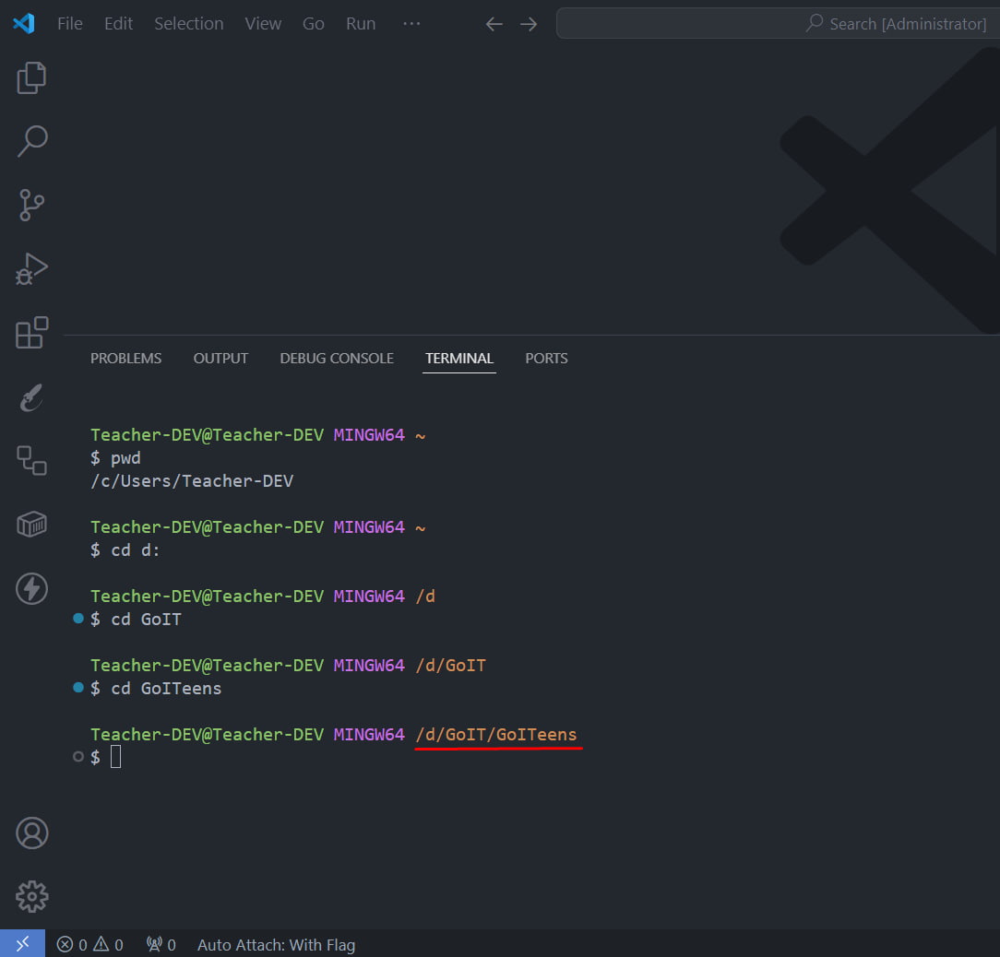 File Edit Selection View Go Run ···
Search [Administrator]
PROBLEMS OUTPUT DEBUG CONSOLE TERMINAL PORTS
Teacher-DEV@Teacher-DEV MINGW64 ~
$ pwd
/c/Users/Teacher-DEV
Teacher-DEV@Teacher-DEV MINGW64 ~
$ cd d:
Teacher-DEV@Teacher-DEV MINGW64 /d
$ cd GoIT
Teacher-DEV@Teacher-DEV MINGW64 /d/GoIT
$ cd GoITeens
Teacher-DEV@Teacher-DEV MINGW64 /d/GoIT/GoITeens
$
0 0 0 Auto Attach: With Flag